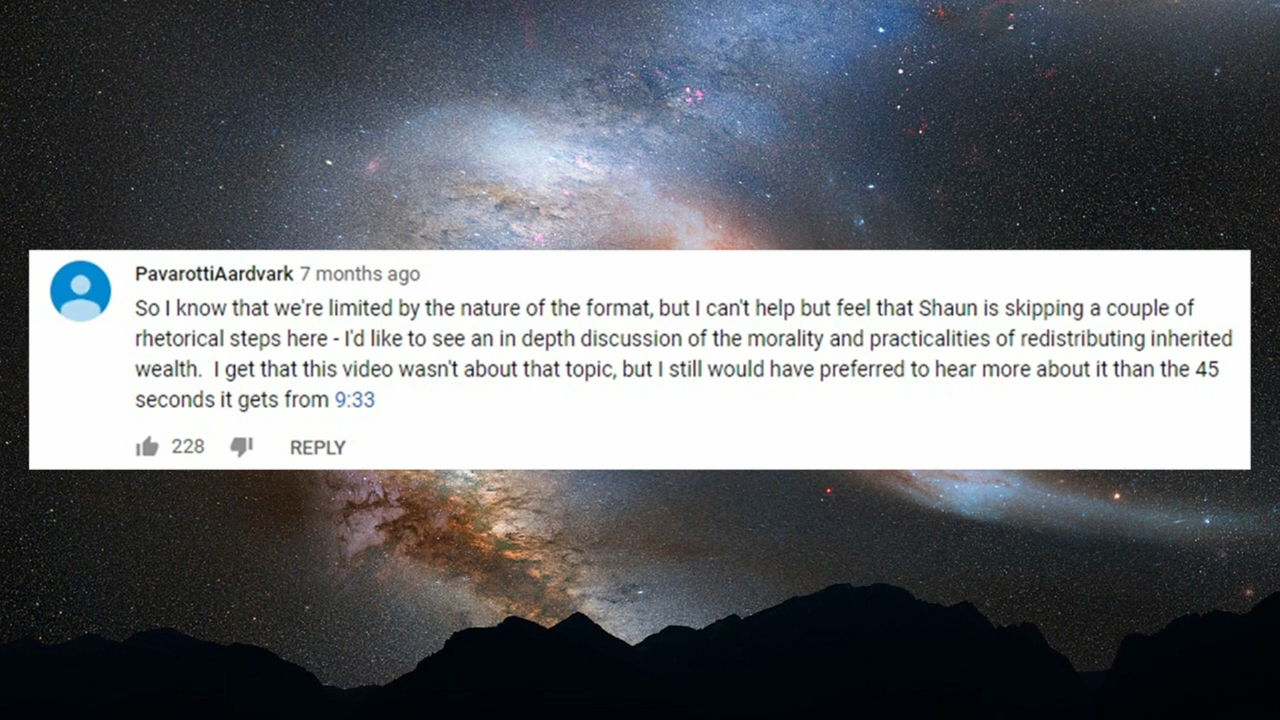 PavarottiAardvark 7 months ago
So I know that we're limited by the nature of the format, but I can't help but feel that Shaun is skipping a couple of
rhetorical steps here - I'd like to see an in depth discussion of the morality and practicalities of redistributing inherited
wealth.  I get that this video wasn't about that topic, but I still would have preferred to hear more about it than the 45
seconds it gets from 9:33
228 REPLY